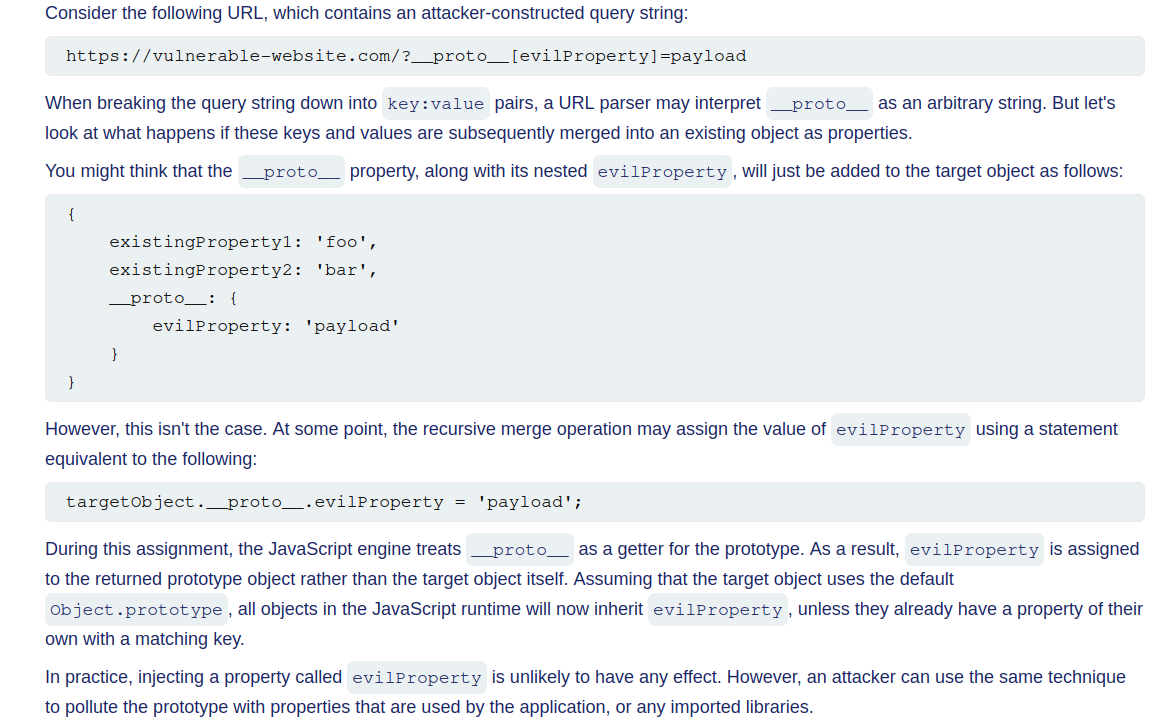 Consider the following URL, which contains an attacker-constructed query string:
https://vulnerable-website.com/?__proto__[evilProperty]=payload
When breaking the query string down into key:value pairs, a URL parser may interpret __proto__ as an arbitrary string. But let's
look at what happens if these keys and values are subsequently merged into an existing object as properties.
You might think that the __proto__ property, along with its nested evilProperty, will just be added to the target object as follows:
{
    existingProperty1: 'foo',
    existingProperty2: 'bar',
    __proto__: {
        evilProperty: 'payload'
    }
}
However, this isn't the case. At some point, the recursive merge operation may assign the value of evilProperty using a statement
equivalent to the following:
targetObject.__proto__.evilProperty = 'payload';
During this assignment, the JavaScript engine treats __proto__ as a getter for the prototype. As a result, evilProperty is assigned
to the returned prototype object rather than the target object itself. Assuming that the target object uses the default
Object.prototype, all objects in the JavaScript runtime will now inherit evilProperty, unless they already have a property of their
own with a matching key.
In practice, injecting a property called evilProperty is unlikely to have any effect. However, an attacker can use the same technique
to pollute the prototype with properties that are used by the application, or any imported libraries.